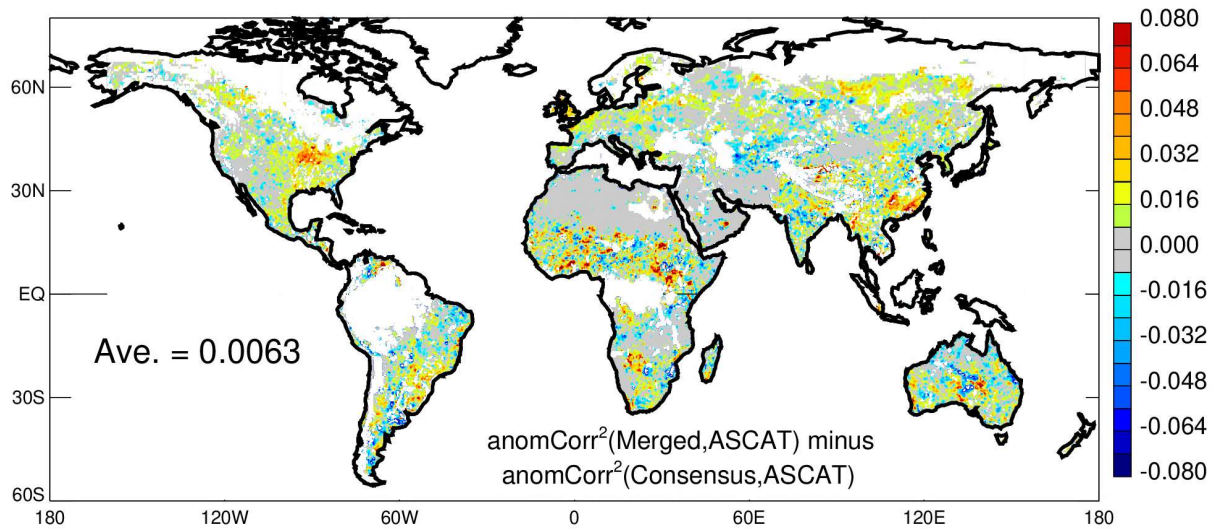 60N
30N
EQ
30S
60S
180
120W
60W
0
60E
120E
180
Ave. = 0.0063
anomCorr²(Merged,ASCAT) minus
anomCorr²(Consensus,ASCAT)
0.080
0.064
0.048
0.032
0.016
0.000
-0.016
-0.032
-0.048
-0.064
-0.080